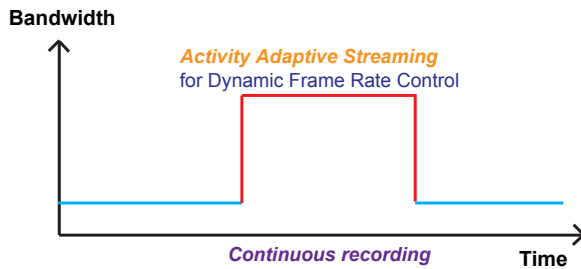 Bandwidth
Activity Adaptive Streaming
for Dynamic Frame Rate Control
Continuous recording
Time